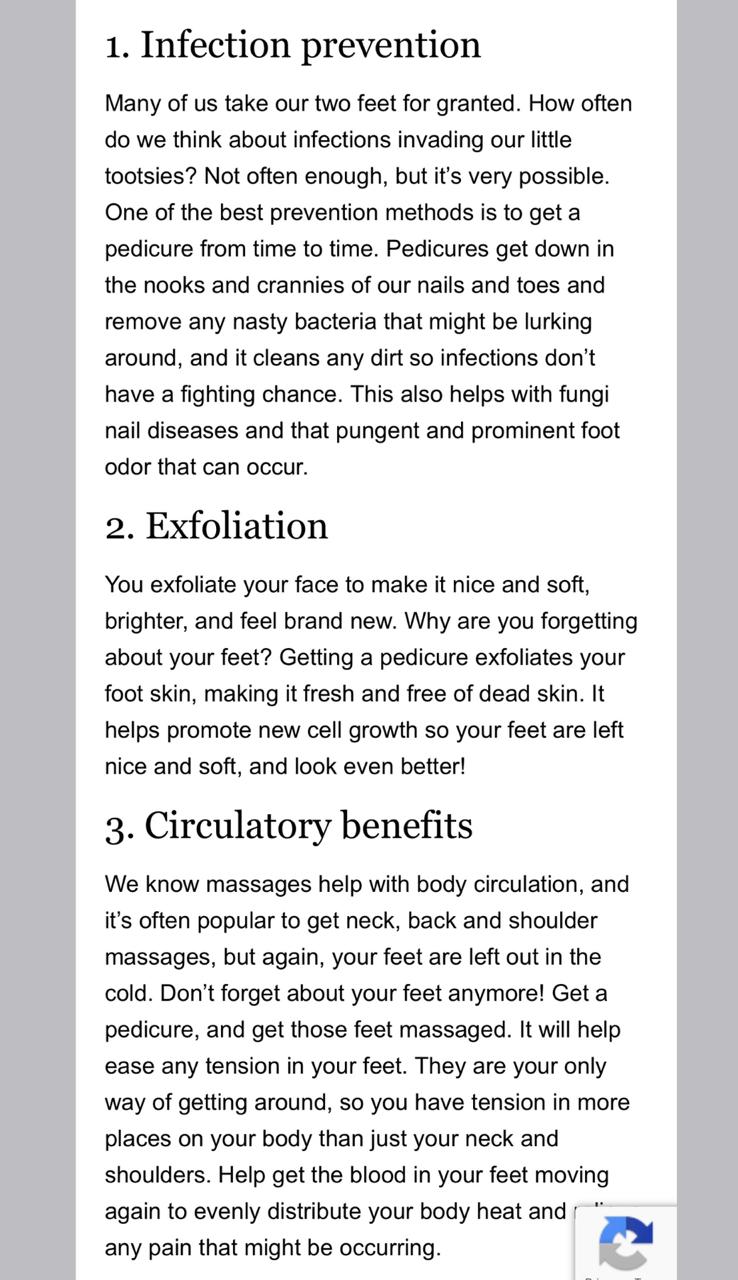 1. Infection prevention
Many of us take our two feet for granted. How often
do we think about infections invading our little
tootsies? Not often enough, but it’s very possible.
One of the best prevention methods is to get a
pedicure from time to time. Pedicures get down in
the nooks and crannies of our nails and toes and
remove any nasty bacteria that might be lurking
around, and it cleans any dirt so infections don’t
have a fighting chance. This also helps with fungi
nail diseases and that pungent and prominent foot
odor that can occur.
2. Exfoliation
You exfoliate your face to make it nice and soft,
brighter, and feel brand new. Why are you forgetting
about your feet? Getting a pedicure exfoliates your
foot skin, making it fresh and free of dead skin. It
helps promote new cell growth so your feet are left
nice and soft, and look even better!
3. Circulatory benefits
We know massages help with body circulation, and
it’s often popular to get neck, back and shoulder
massages, but again, your feet are left out in the
cold. Don’t forget about your feet anymore! Get a
pedicure, and get those feet massaged. It will help
ease any tension in your feet. They are your only
way of getting around, so you have tension in more
places on your body than just your neck and
shoulders. Help get the blood in your feet moving
again to evenly distribute your body heat and
any pain that might be occurring.